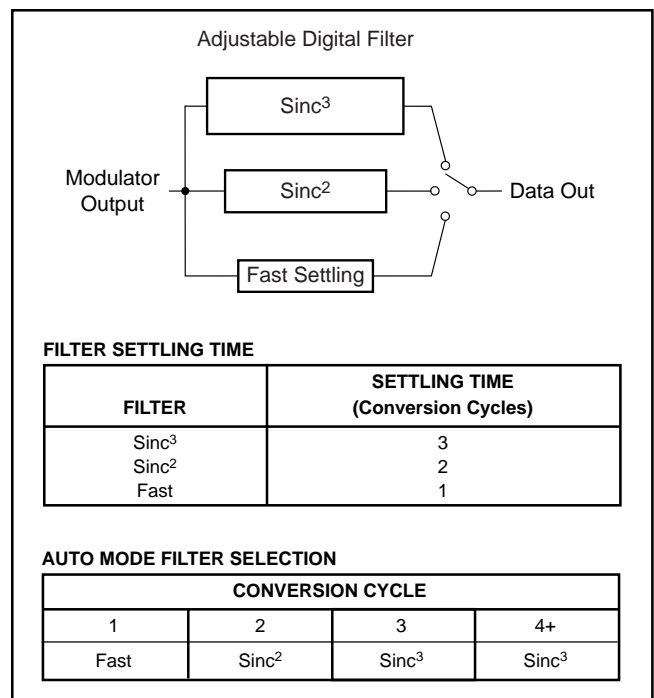 Adjustable Digital Filter
Sinc³
Modulator
Output
Sinc²
Data Out
Fast Settling
FILTER SETTLING TIME
FILTER
SETTLING TIME
(Conversion Cycles)
Sinc³ 3
Sinc² 2
Fast 1
AUTO MODE FILTER SELECTION
CONVERSION CYCLE
1 2 3 4+
Fast Sinc² Sinc³ Sinc³